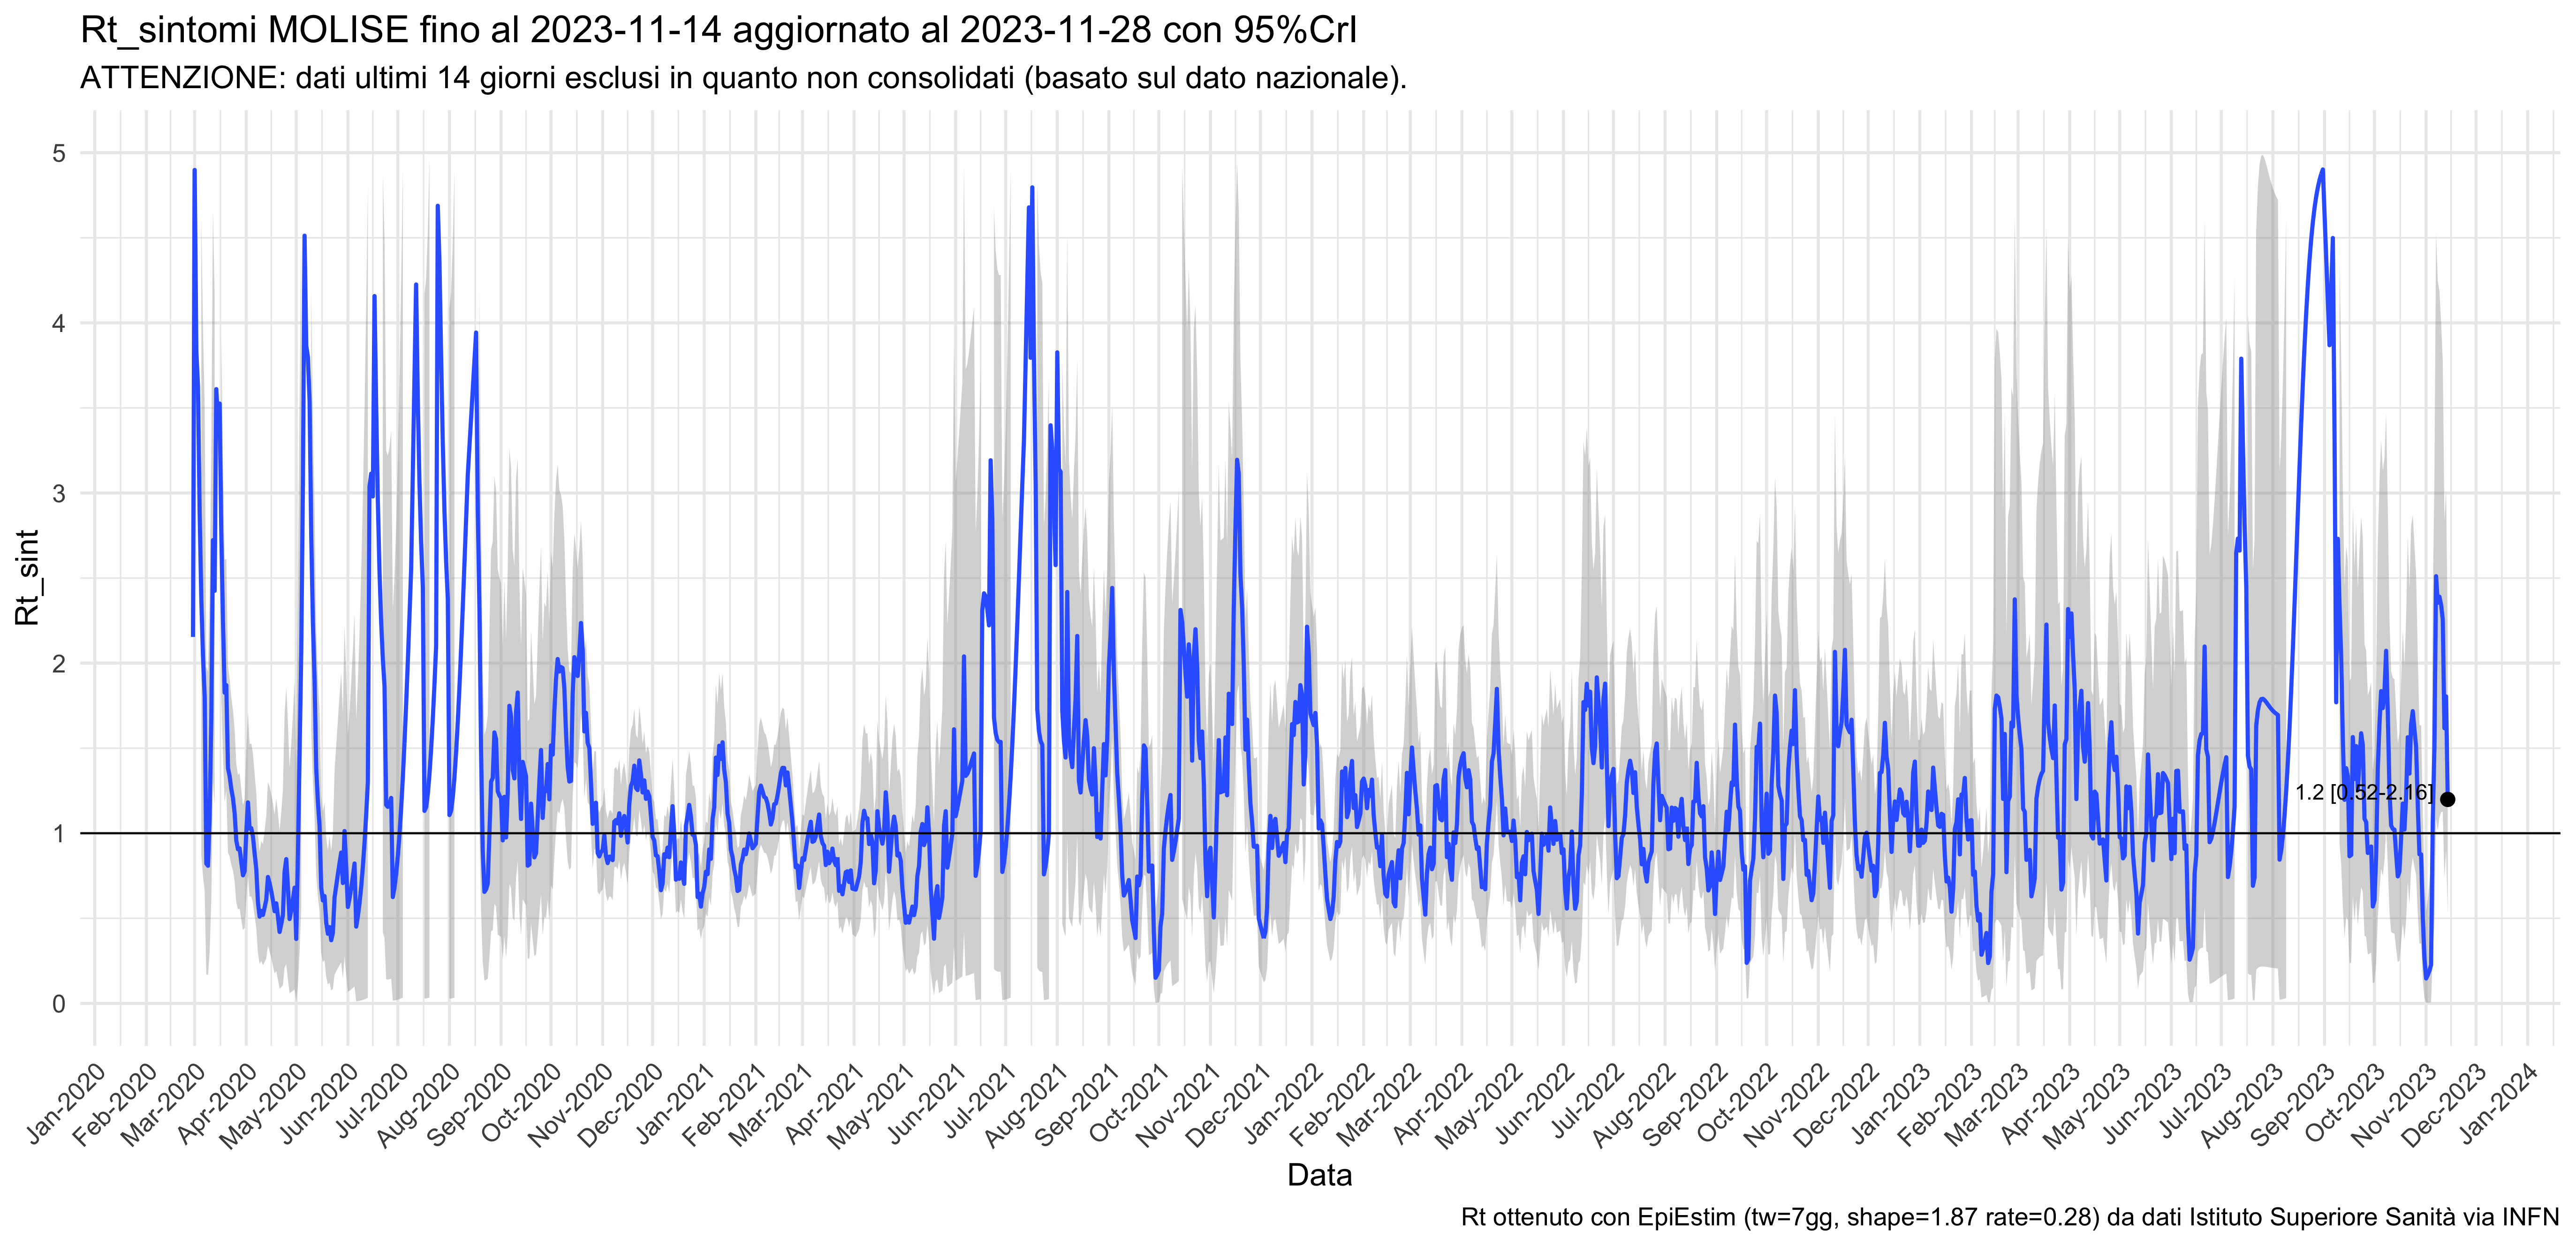 Rt_sintomi MOLISE fino al 2023-11-14 aggiornato al 2023-11-28 con 95%CrI
ATTENZIONE: dati ultimi 14 giorni esclusi in quanto non consolidati (basato sul dato nazionale).
5
4
3
2
1
0
Rt_sint
1.2 [0.52-2.16]
Jan-2020
Feb-2020
Mar-2020
Apr-2020
May-2020
Jun-2020
Jul-2020
Aug-2020
Sep-2020
Oct-2020
Nov-2020
Dec-2020
Jan-2021
Feb-2021
Mar-2021
Apr-2021
May-2021
Jun-2021
Jul-2021
Aug-2021
Sep-2021
Oct-2021
Nov-2021
Dec-2021
Jan-2022
Feb-2022
Mar-2022
Apr-2022
May-2022
Jun-2022
Jul-2022
Aug-2022
Sep-2022
Oct-2022
Nov-2022
Dec-2022
Jan-2023
Feb-2023
Mar-2023
Apr-2023
May-2023
Jun-2023
Jul-2023
Aug-2023
Sep-2023
Oct-2023
Nov-2023
Dec-2023
Jan-2024
Data
Rt ottenuto con EpiEstim (tw=7gg, shape=1.87 rate=0.28) da dati Istituto Superiore Sanità via INFN